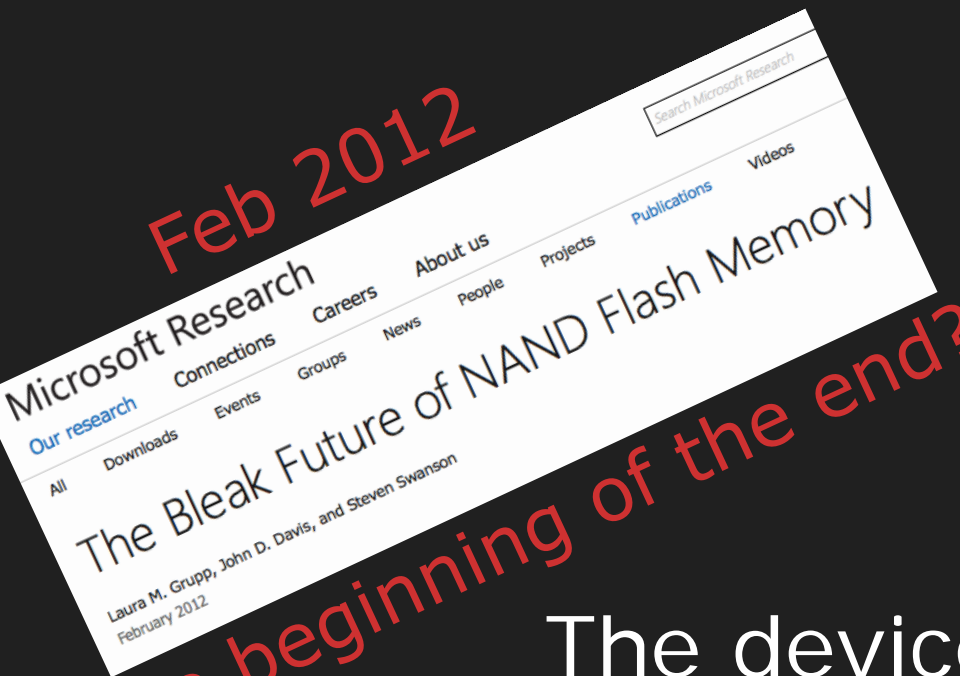 Feb 2012
Search Microsoft Research
Microsoft Research
Our research Connections Careers About us
All Downloads Events Groups News People Projects Publications Videos
The Bleak Future of NAND Flash Memory
Laura M. Grupp, John D. Davis, and Steven Swanson
February 2012
beginning of the end?
The